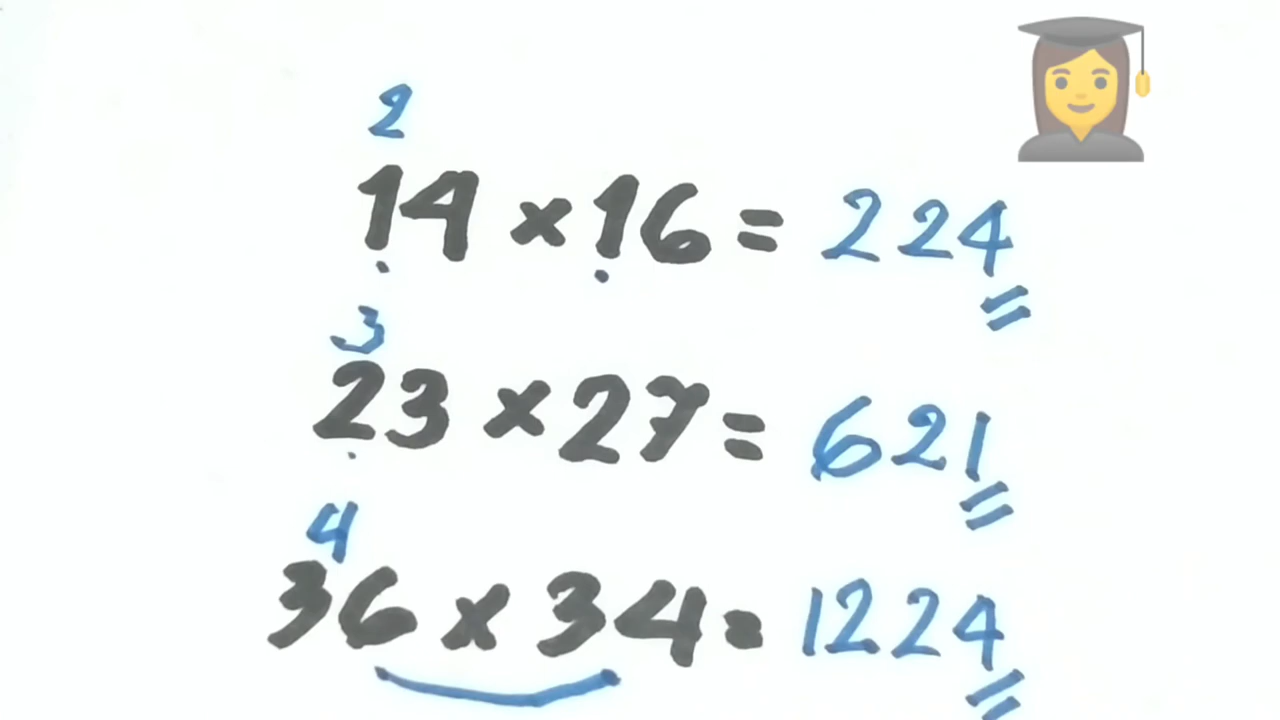 2
14 × 16 = 224
3
23 × 27 = 621
4
36 × 34 = 1224